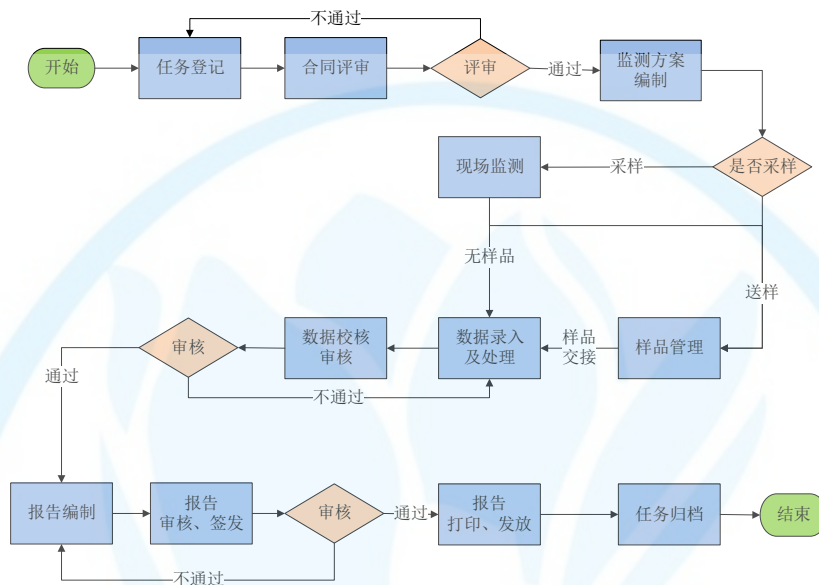 不通过
开始
任务登记
合同评审
评审
通过
监测方案
编制
现场监测
采样
是否采样
无样品
送样
审核
数据校核
审核
数据录入
及处理
样品
交接
样品管理
通过
不通过
报告编制
报告
审核、签发
审核
通过
报告
打印、发放
任务归档
结束
不通过